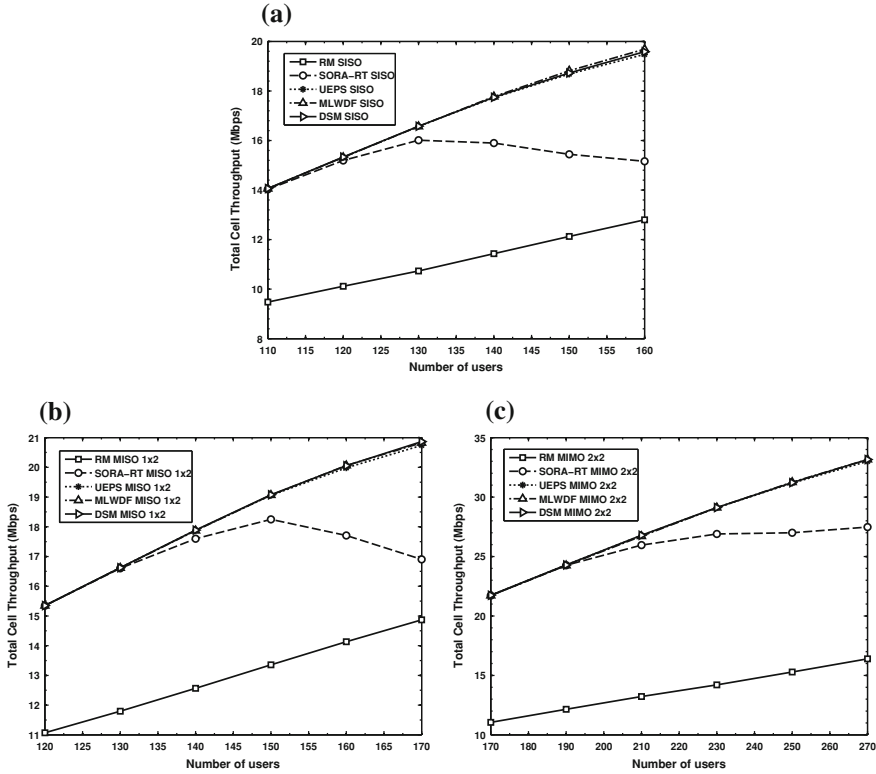 (a)
20
18
16
14
12
10
8
Total Cell Throughput (Mbps)
RM SISO
SORA−RT SISO
UEPS SISO
MLWDF SISO
DSM SISO
110 115 120 125 130 135 140 145 150 155 160
Number of users
(b)
21
20
19
18
17
16
15
14
13
12
11
Total Cell Throughput (Mbps)
RM MISO 1x2
SORA−RT MISO 1x2
UEPS MISO 1x2
MLWDF MISO 1x2
DSM MISO 1x2
120 125 130 135 140 145 150 155 160 165 170
Number of users
(c)
35
30
25
20
15
10
Total Cell Throughput (Mbps)
RM MIMO 2x2
SORA−RT MIMO 2x2
UEPS MIMO 2x2
MLWDF MIMO 2x2
DSM MIMO 2x2
170 180 190 200 210 220 230 240 250 260 270
Number of users